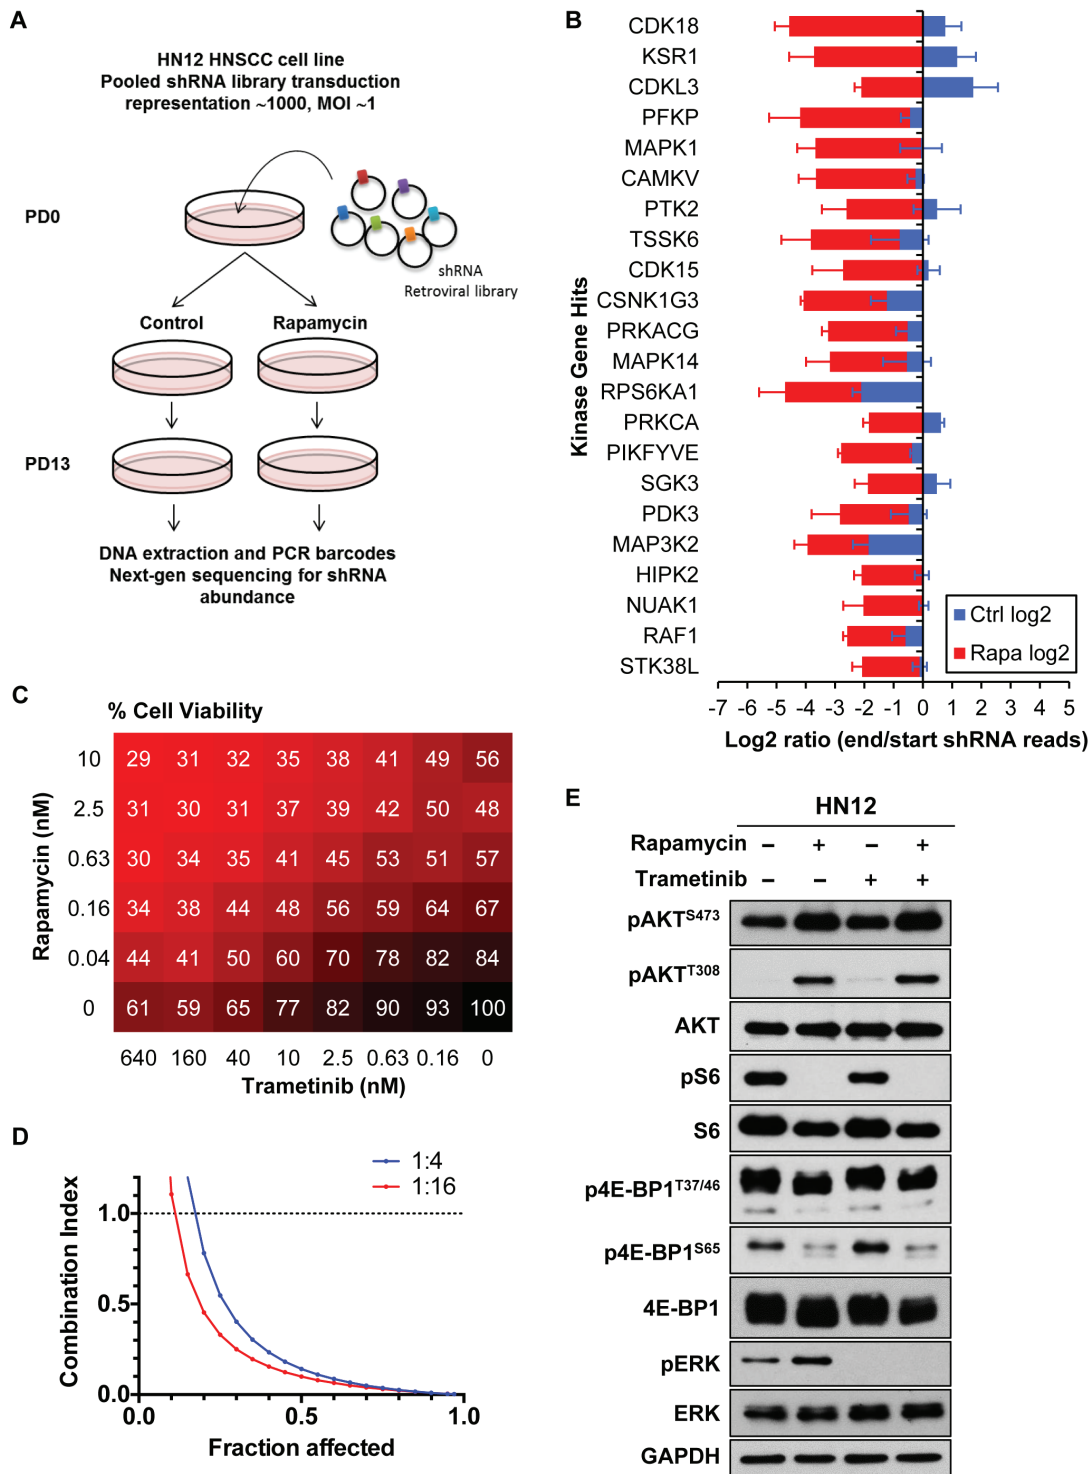 A
HN12 HNSCC cell line
Pooled shRNA library transduction
representation ~1000, MOI ~1
PD0
shRNA
Retroviral library
Control
Rapamycin
PD13
DNA extraction and PCR barcodes
Next-gen sequencing for shRNA
abundance
B
Kinase Gene Hits
CDK18
KSR1
CDKL3
PFKP
MAPK1
CAMKV
PTK2
TSSK6
CDK15
CSNK1G3
PRKACG
MAPK14
RPS6KA1
PRKCA
PIKFYVE
SGK3
PDK3
MAP3K2
HIPK2
NUAK1
RAF1
STK38L
Ctrl log2
Rapa log2
-7 -6 -5 -4 -3 -2 -1 0 1 2 3 4 5
Log2 ratio (end/start shRNA reads)
C
% Cell Viability
Rapamycin (nM)
10 29 31 32 35 38 41 49 56
2.5 31 30 31 37 39 42 50 48
0.63 30 34 35 41 45 53 51 57
0.16 34 38 44 48 56 59 64 67
0.04 44 41 50 60 70 78 82 84
0 61 59 65 77 82 90 93 100
640 160 40 10 2.5 0.63 0.16 0
Trametinib (nM)
D
Combination Index
1:4
1:16
1.0
0.5
0.0
0.0 0.5 1.0
Fraction affected
E
HN12
Rapamycin – + – +
Trametinib – – + +
pAKTS473
pAKTT308
AKT
pS6
S6
p4E-BP1T37/46
p4E-BP1S65
4E-BP1
pERK
ERK
GAPDH